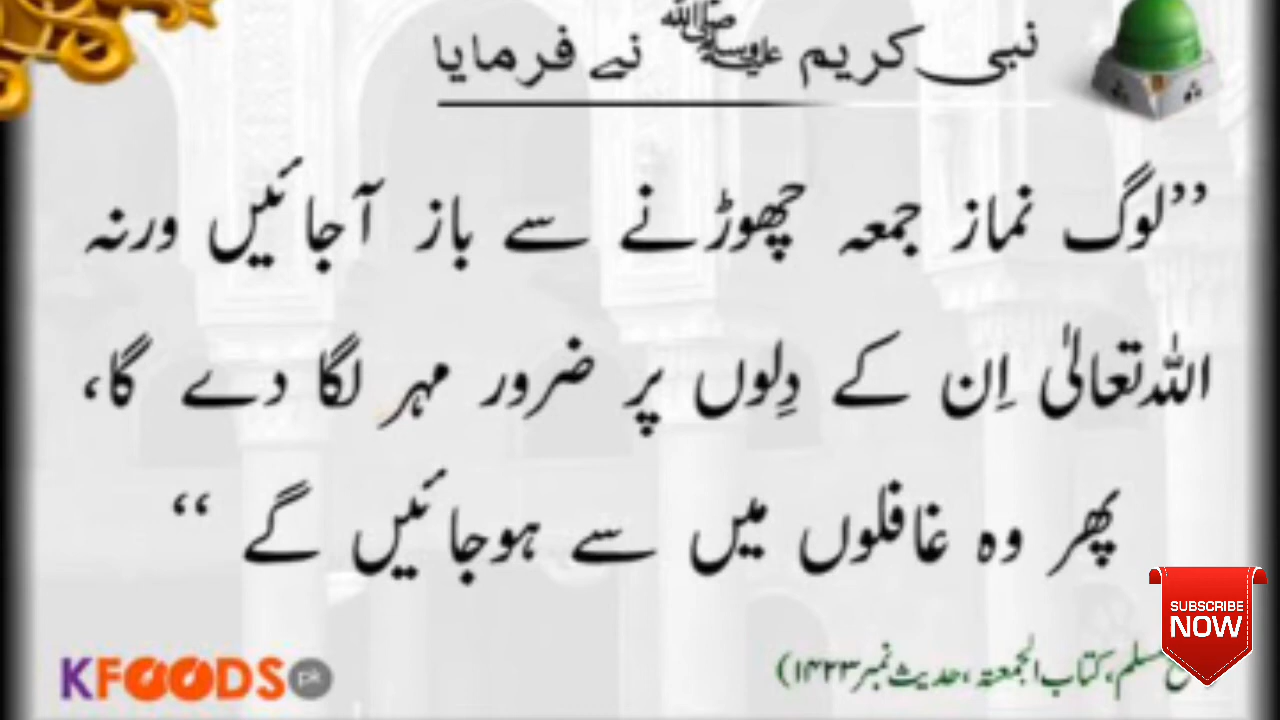 نبی کریم ﷺ نے فرمایا
”لوگ نماز جمعہ چھوڑنے سے باز آجائیں ورنہ
اللہ تعالیٰ اِن کے دِلوں پر ضرور مہر لگا دے گا،
پھر وہ غافلوں میں سے ہوجائیں گے“
مسلم، کتاب الجمعتہ، حدیث نمبر ۱۴۲۳)
KFOODS pk
SUBSCRIBE
NOW